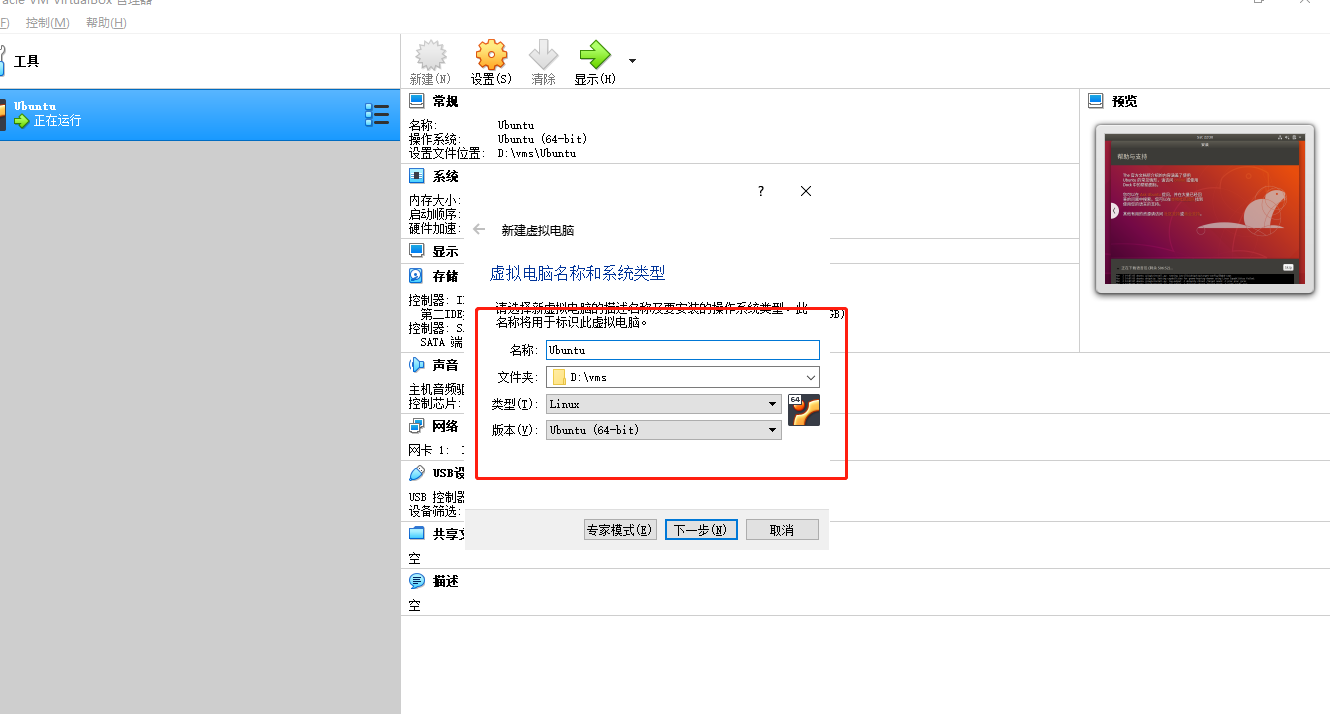 Oracle VM VirtualBox 管理器
控制(M) 帮助(H)
工具
新建(N) 设置(S) 清除 显示(H)
Ubuntu
正在运行
常规
名称: Ubuntu
操作系统: Ubuntu (64-bit)
设置文件位置: D:\vms\Ubuntu
预览
帮助与支持
系统
内存大小:
启动顺序:
硬件加速:
显示
存储
控制器:
第二IDE
控制器:
SATA 端
GB)
声音
主机音频驱
控制芯片:
网络
网卡 1:
USB设
USB 控制器
设备筛选:
共享文
空
描述
空
?
新建虚拟电脑
虚拟电脑名称和系统类型
请选择新虚拟电脑的描述名称及要安装的操作系统类型。此
名称将用于标识此虚拟电脑。
名称: Ubuntu
文件夹: D:\vms
类型(T): Linux
64
版本(V): Ubuntu (64-bit)
专家模式(E) 下一步(N) 取消